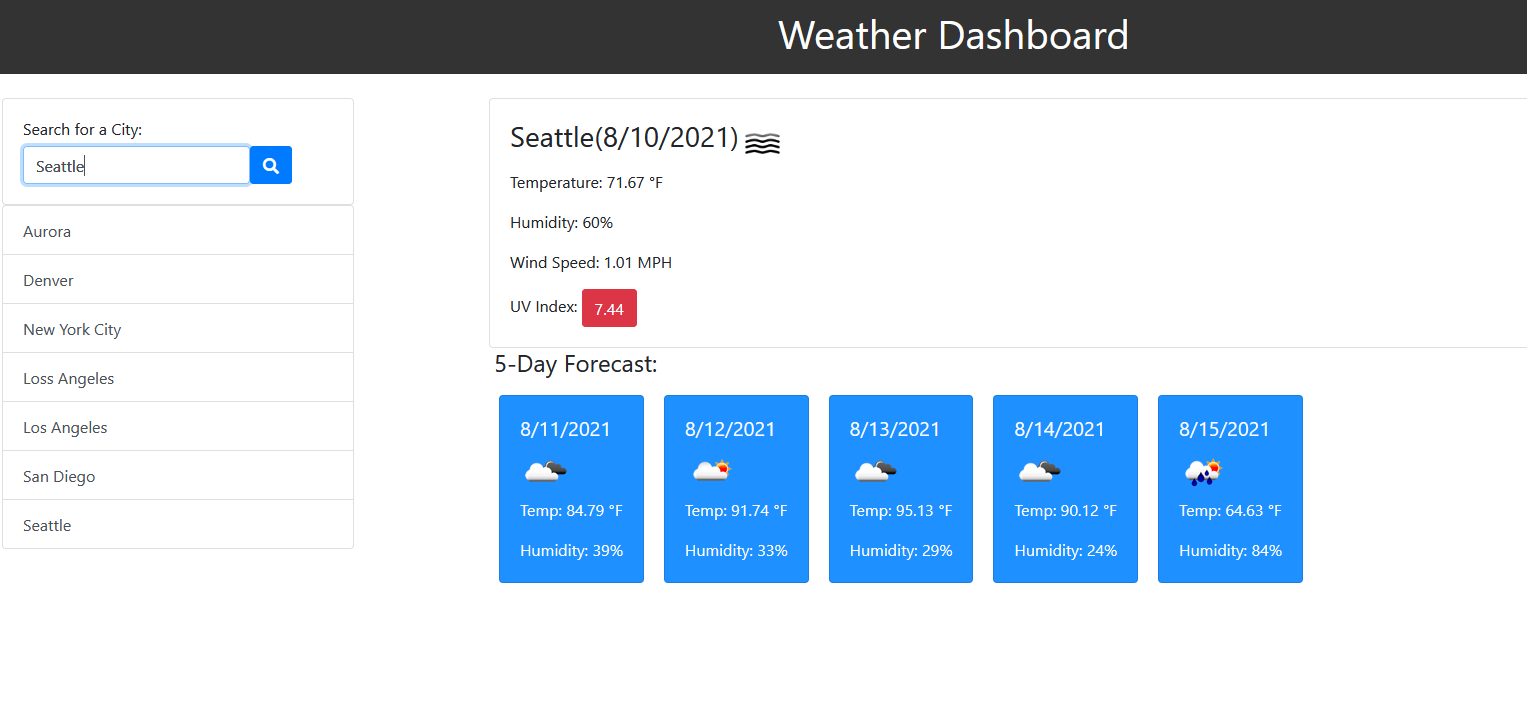 Weather Dashboard
Search for a City:
Seattle
Aurora
Denver
New York City
Loss Angeles
Los Angeles
San Diego
Seattle
Seattle(8/10/2021)
Temperature: 71.67 °F
Humidity: 60%
Wind Speed: 1.01 MPH
UV Index: 7.44
5-Day Forecast:
8/11/2021
Temp: 84.79 °F
Humidity: 39%
8/12/2021
Temp: 91.74 °F
Humidity: 33%
8/13/2021
Temp: 95.13 °F
Humidity: 29%
8/14/2021
Temp: 90.12 °F
Humidity: 24%
8/15/2021
Temp: 64.63 °F
Humidity: 84%